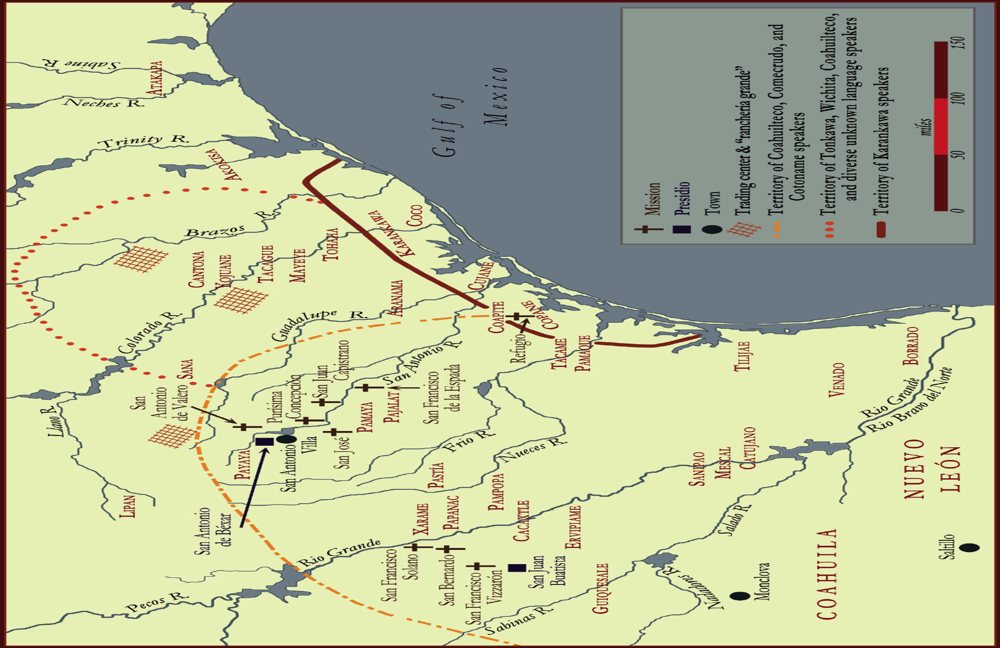 Sabine R.
ATAKAPA
Neches R.
Trinity R.
AKOKISA
Brazos R.
COCO
KARANKAWA
TOHAHA
CANTONA
YOJUANE
TACAGUE
MAYEYE
ARANAMA
CUJANE
Colorado R.
Guadalupe R.
COAPITE
COPANE
Refugio
TACAME
PAMAQUE
San Antonio R.
SANA
San
Antonio
de Valero
Purísima
Concepción
San Juan
Capistrano
San Francisco
de la Espada
PAMAYA
PAJALAT
Llano R.
PAYAYA
San Antonio
Villa
San José
San Antonio
de Béxar
LIPAN
Frio R.
Nueces R.
PASTÍA
PAMPOPA
XARAME
PAPANAC
CACAXTLE
ERVIPIAME
Rio Grande
Pecos R.
San Francisco
Solano
San Bernardo
San Francisco
Vizzarón
San Juan
Buatista
GUIQUESALE
Sabinas R.
Nadadores R.
Salado R.
SANIPAO
MESCAL
CATUJANO
TILIJAE
VENADO
BORRADO
Rio Grande
Rio Bravo del Norte
NUEVO
LEÓN
COAHUILA
Monclova
Saltillo
Gulf of
Mexico
Mission
Presidio
Town
Trading center & “ranchería grande”
Territory of Coahuilteco, Comecrudo, and
Cotoname speakers
Territory of Tonkawa, Wichita, Coahuilteco,
and diverse unknown language speakers
Territory of Karankawa speakers
miles
0 50 100 150